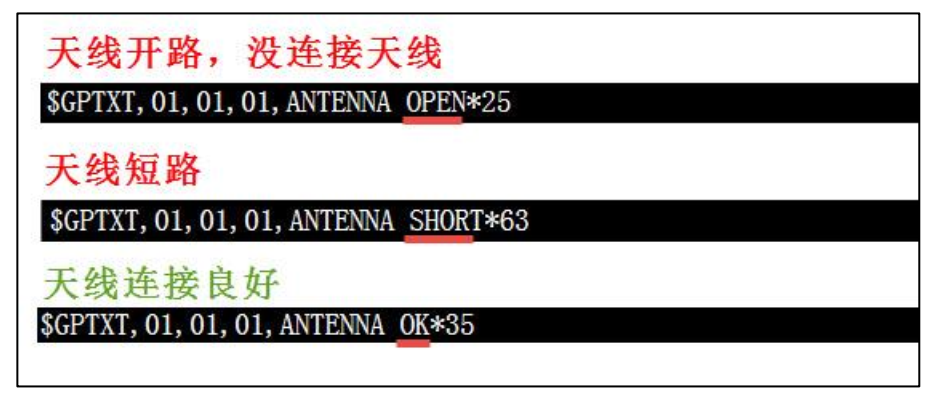 天线开路，没连接天线
$GPTXT,01,01,01,ANTENNA OPEN*25
天线短路
$GPTXT,01,01,01,ANTENNA SHORT*63
天线连接良好
$GPTXT,01,01,01,ANTENNA OK*35